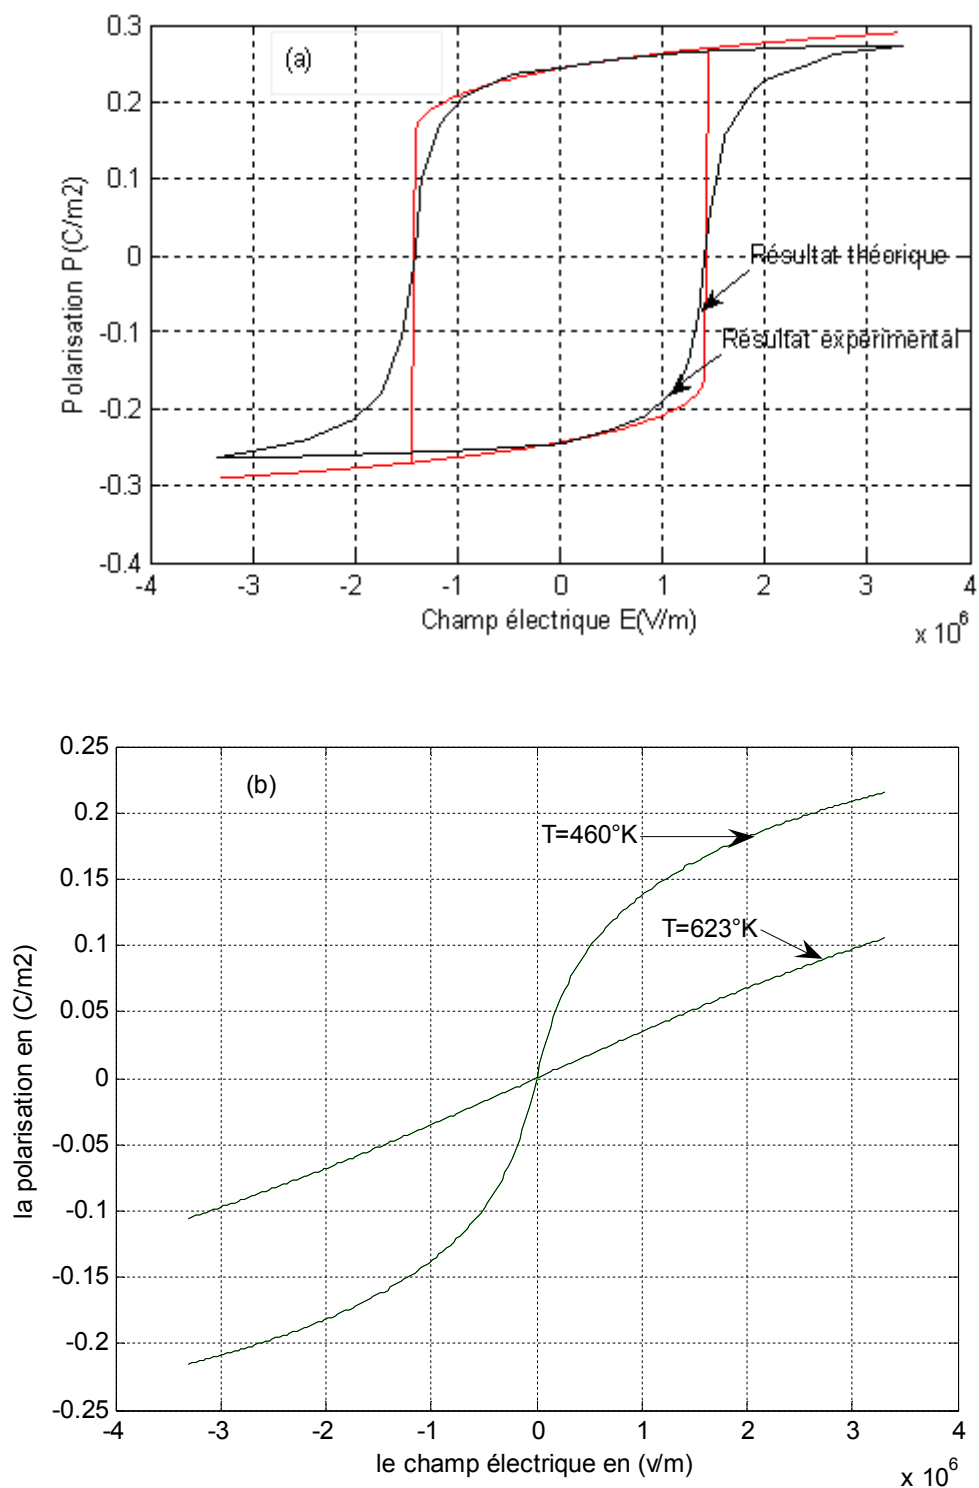 (a)
0.3
0.2
0.1
0
-0.1
-0.2
-0.3
-0.4
Polarisation P(C/m2)
Résultat théorique
Résultat expérimental
-4 -3 -2 -1 0 1 2 3 4
Champ électrique E(V/m)
x 10^6
(b)
0.25
0.2
0.15
0.1
0.05
0
-0.05
-0.1
-0.15
-0.2
-0.25
la polarisation en (C/m2)
T=460°K
T=623°K
-4 -3 -2 -1 0 1 2 3 4
le champ électrique en (v/m)
x 10^6